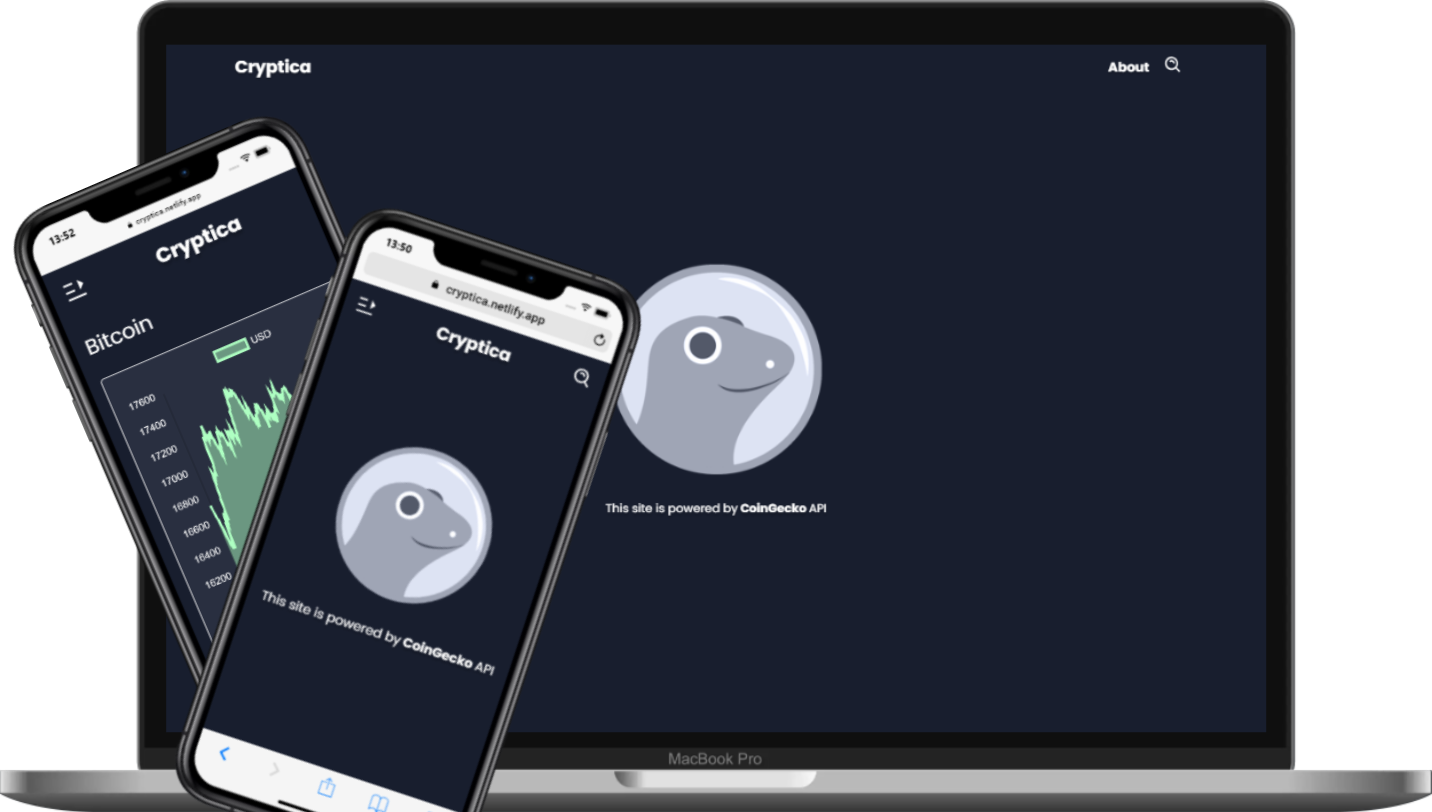 Cryptica
About
13:52
cryptica.netlify.app
Cryptica
Bitcoin
USD
17600
17400
17200
17000
16800
16600
16400
16200
13:50
cryptica.netlify.app
Cryptica
This site is powered by CoinGecko API
This site is powered by CoinGecko API
MacBook Pro